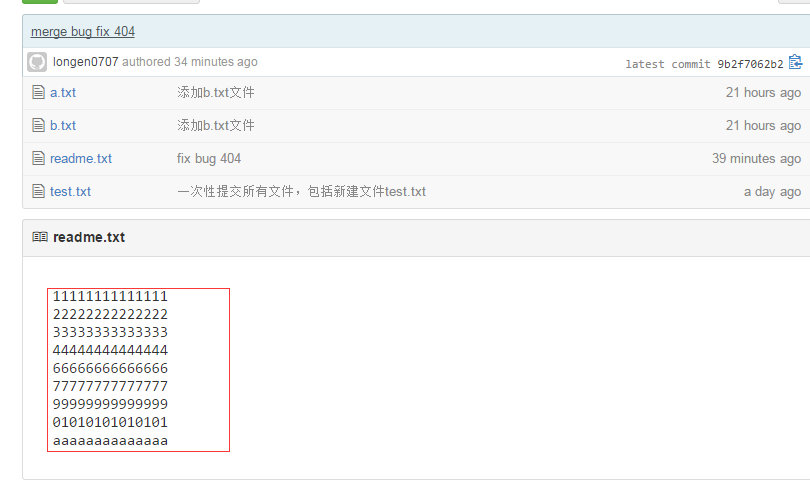 merge bug fix 404
longen0707 authored 34 minutes ago latest commit 9b2f7062b2
a.txt 添加b.txt文件 21 hours ago
b.txt 添加b.txt文件 21 hours ago
readme.txt fix bug 404 39 minutes ago
test.txt 一次性提交所有文件，包括新建文件test.txt a day ago
readme.txt
11111111111111
22222222222222
33333333333333
44444444444444
66666666666666
77777777777777
99999999999999
01010101010101
aaaaaaaaaaaaaa